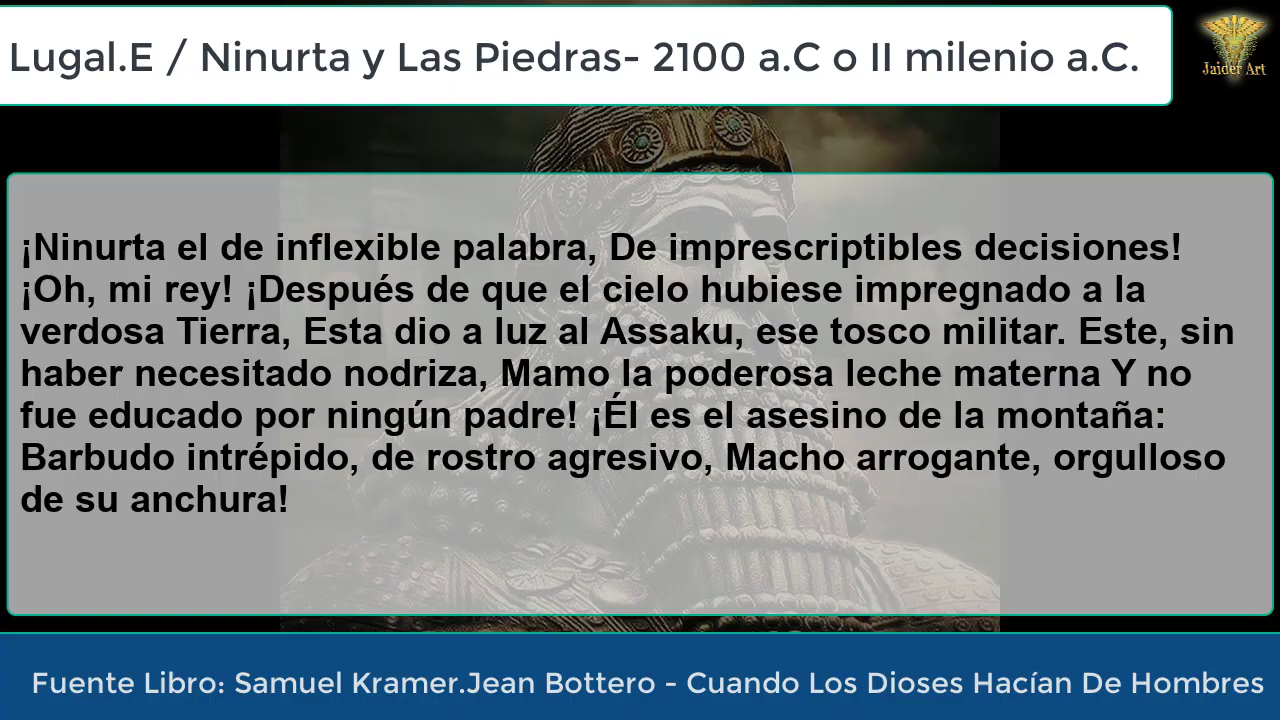 Lugal.E / Ninurta y Las Piedras- 2100 a.C o II milenio a.C.
Jaider Art
¡Ninurta el de inflexible palabra, De imprescriptibles decisiones!
¡Oh, mi rey! ¡Después de que el cielo hubiese impregnado a la
verdosa Tierra, Esta dio a luz al Assaku, ese tosco militar. Este, sin
haber necesitado nodriza, Mamo la poderosa leche materna Y no
fue educado por ningún padre! ¡Él es el asesino de la montaña:
Barbudo intrépido, de rostro agresivo, Macho arrogante, orgulloso
de su anchura!
Fuente Libro: Samuel Kramer.Jean Bottero - Cuando Los Dioses Hacían De Hombres